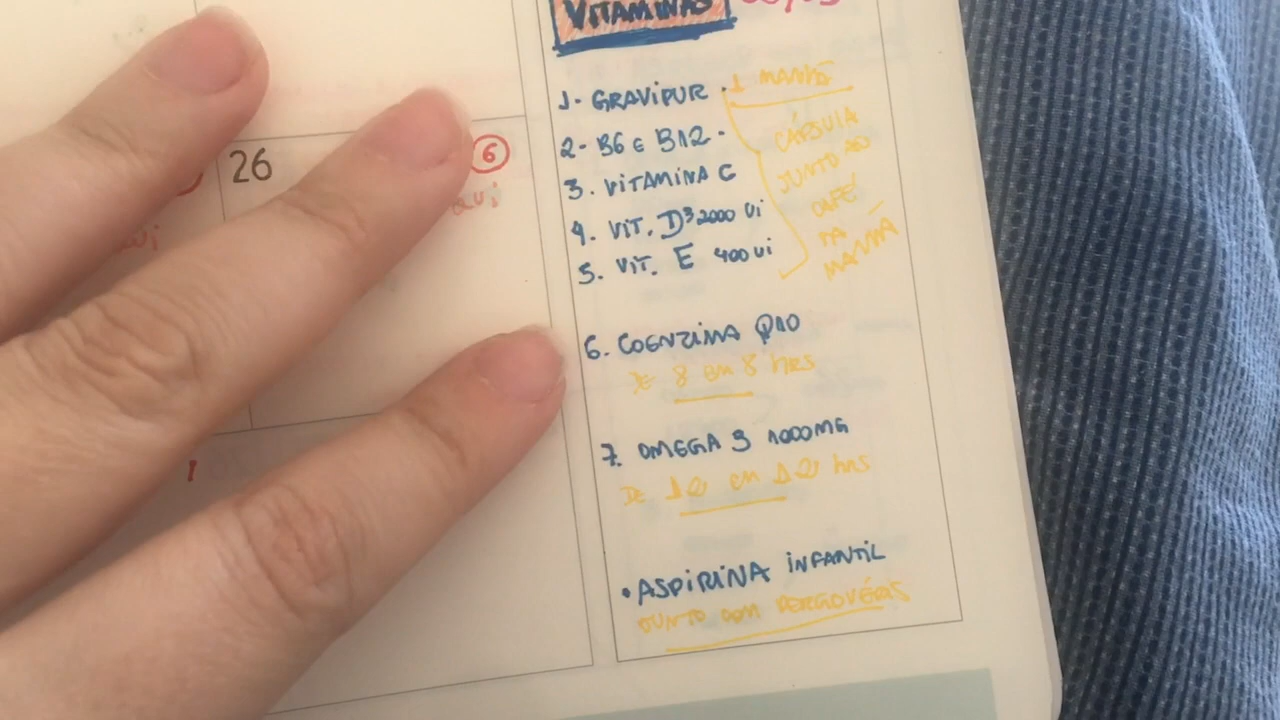 VITAMINAS
1- GRAVIPUR . 1 MANHÃ
2- B6 E B12 .
3. VITAMINA C
4. VIT. D3 2000 Ui
5. VIT. E 400 Ui
CÁPSULA
JUNTO AO
CAFÉ
DA
MANHÃ
6. COENZIMA Q10
DE 8 EM 8 HRS
7. OMEGA 3 1000MG
DE 12 EM 12 HRS
• ASPIRINA INFANTIL
JUNTO COM PERGOVERIS
26
6